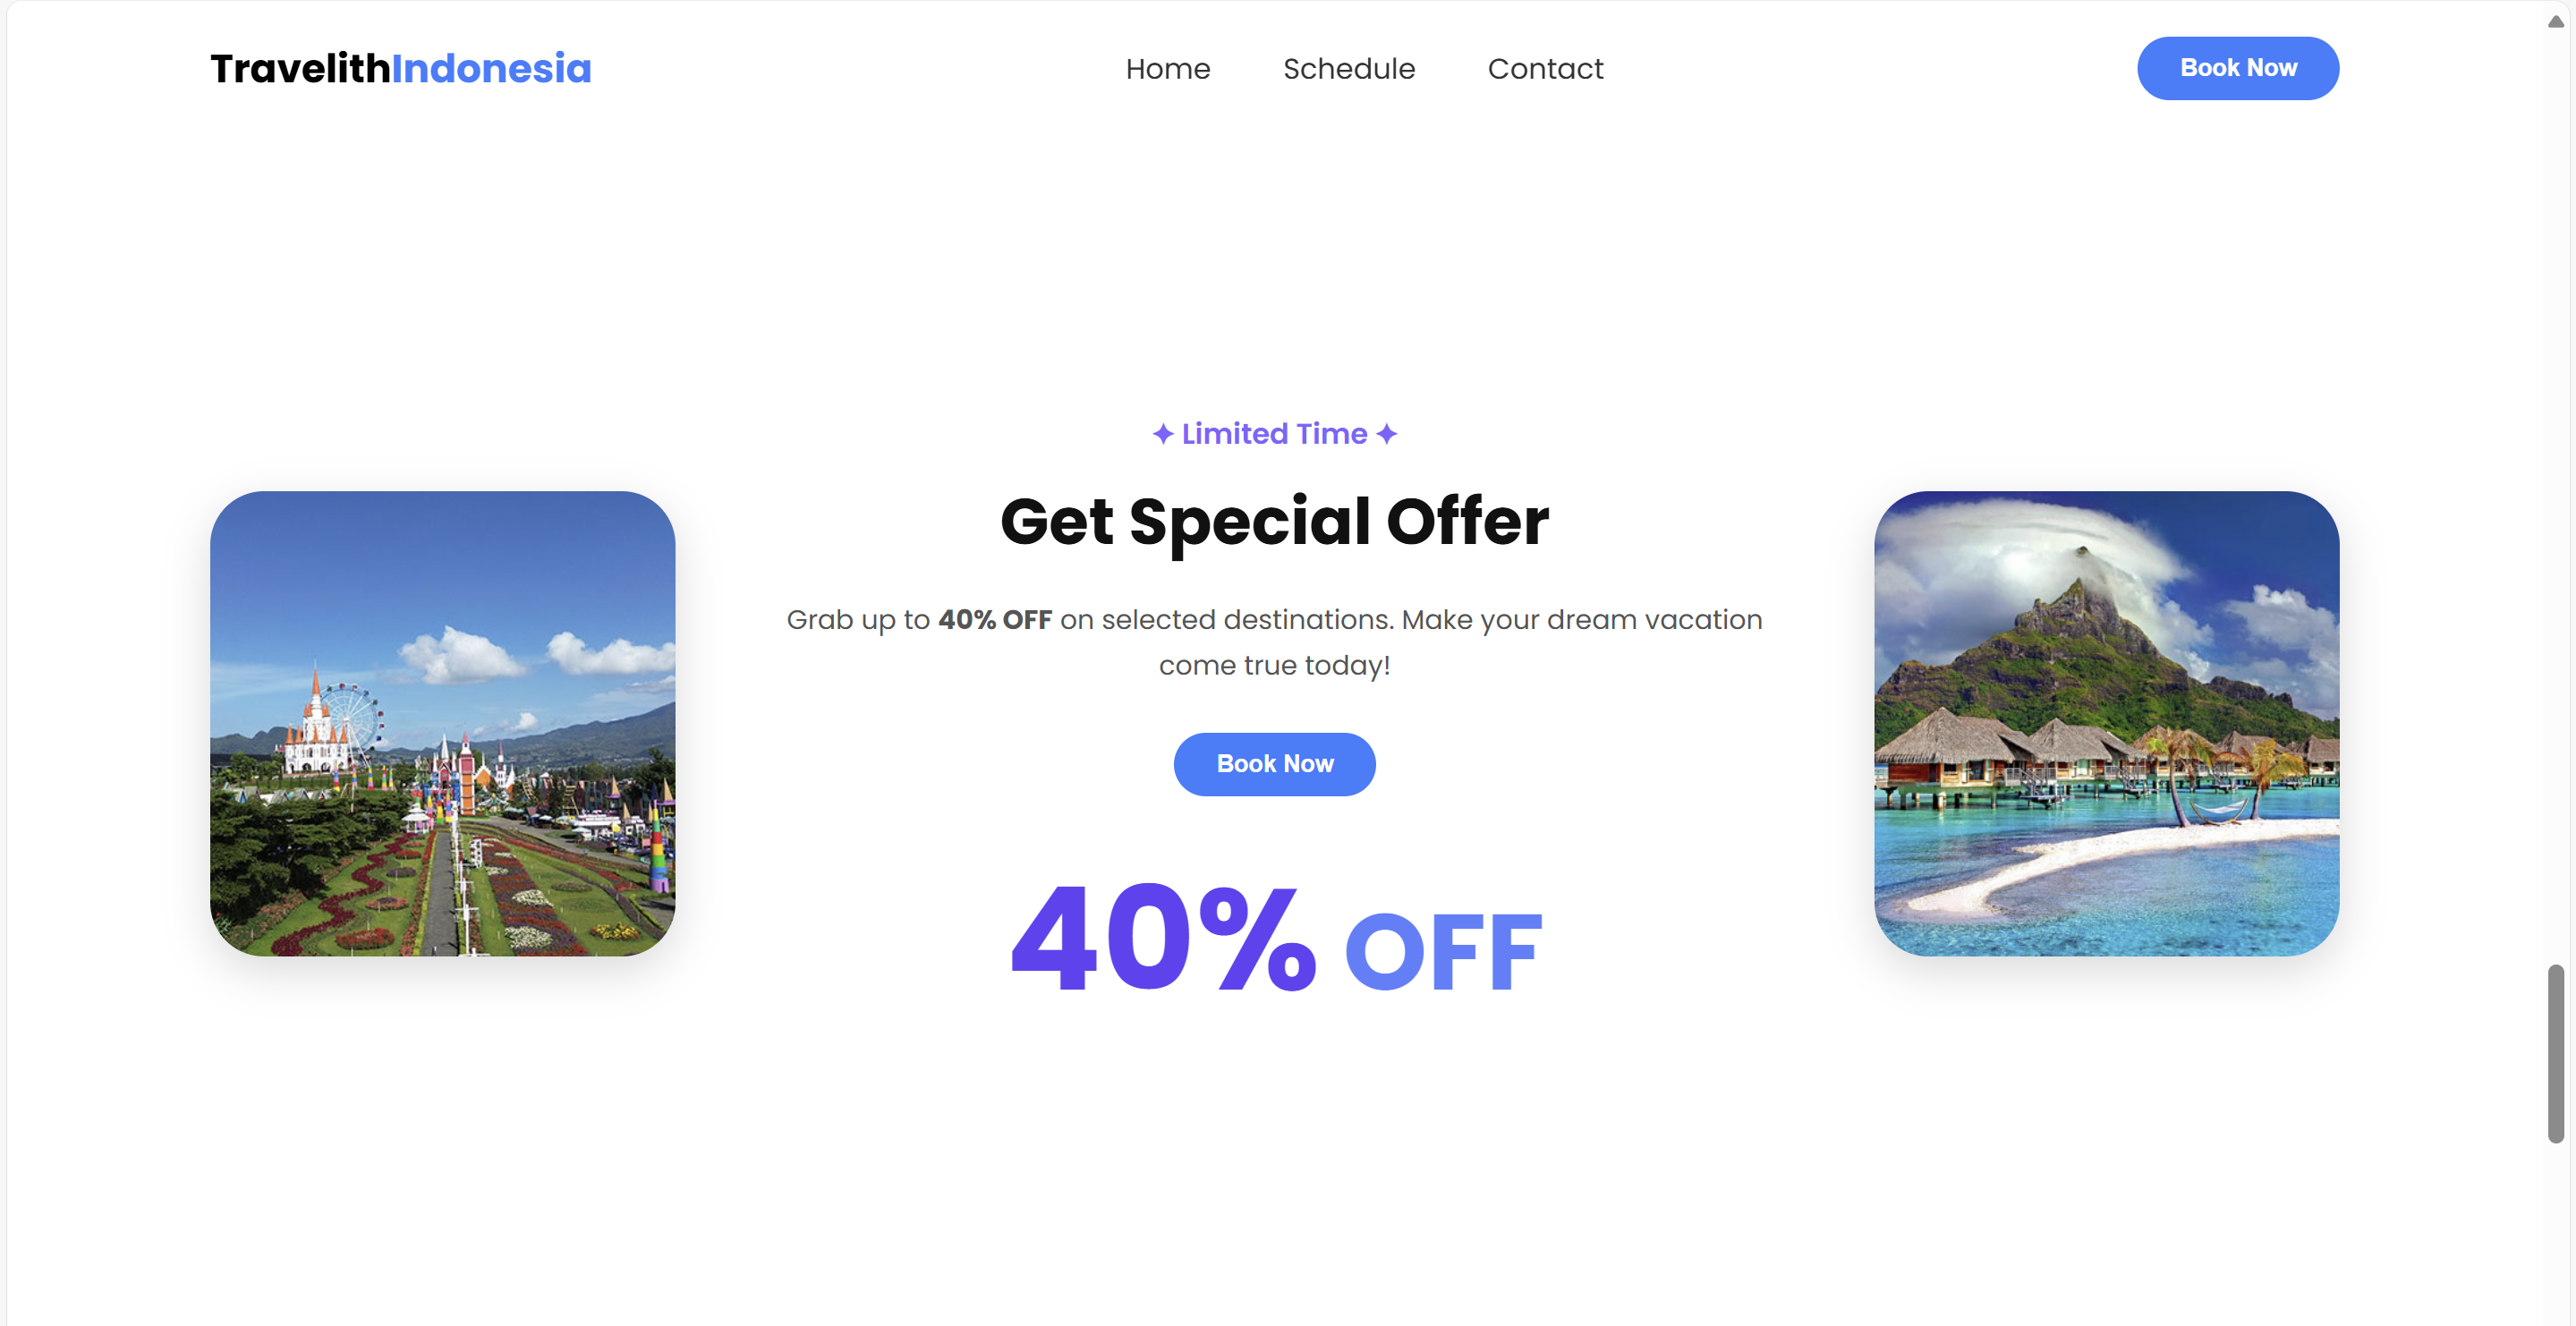 TravelithIndonesia
Home Schedule Contact
Book Now
✦ Limited Time ✦
Get Special Offer
Grab up to 40% OFF on selected destinations. Make your dream vacation
come true today!
Book Now
40% OFF